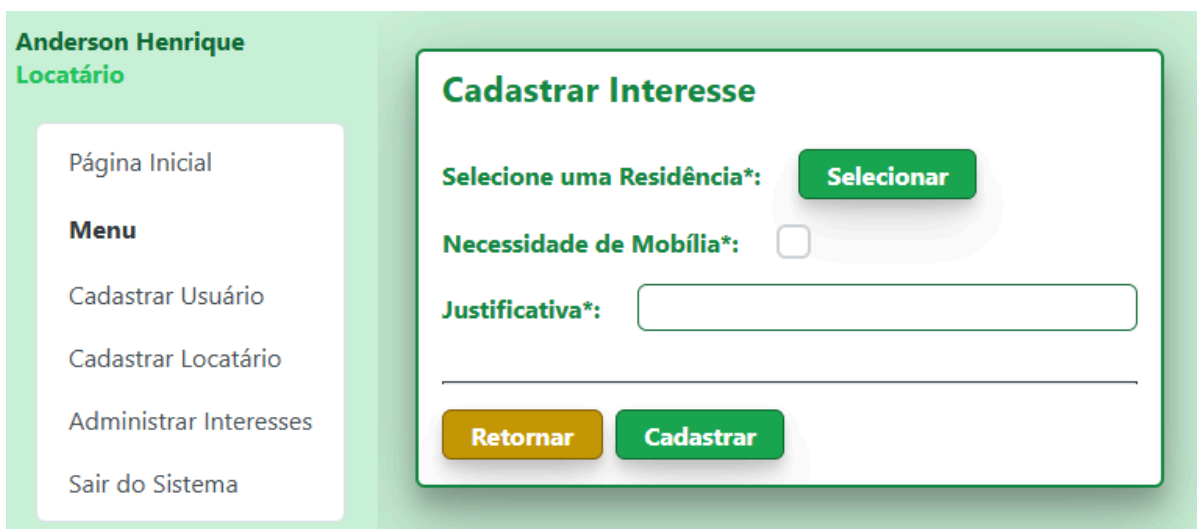 Anderson Henrique
Locatário
Página Inicial
Menu
Cadastrar Usuário
Cadastrar Locatário
Administrar Interesses
Sair do Sistema
Cadastrar Interesse
Selecione uma Residência*: Selecionar
Necessidade de Mobília*:
Justificativa*:
Retornar Cadastrar